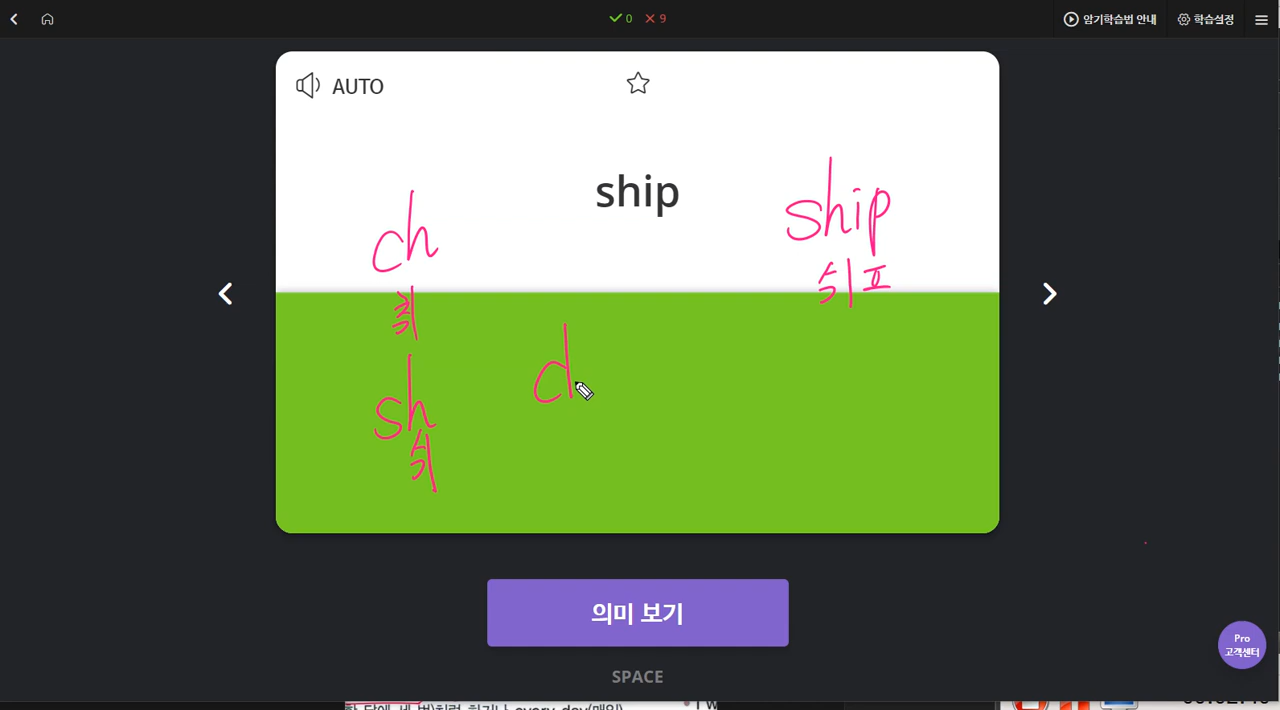 0 9
암기학습법 안내
학습설정
AUTO
ship
ch
취
sh
쉬
ship
쉬프
d
의미 보기
SPACE
Pro
고객센터